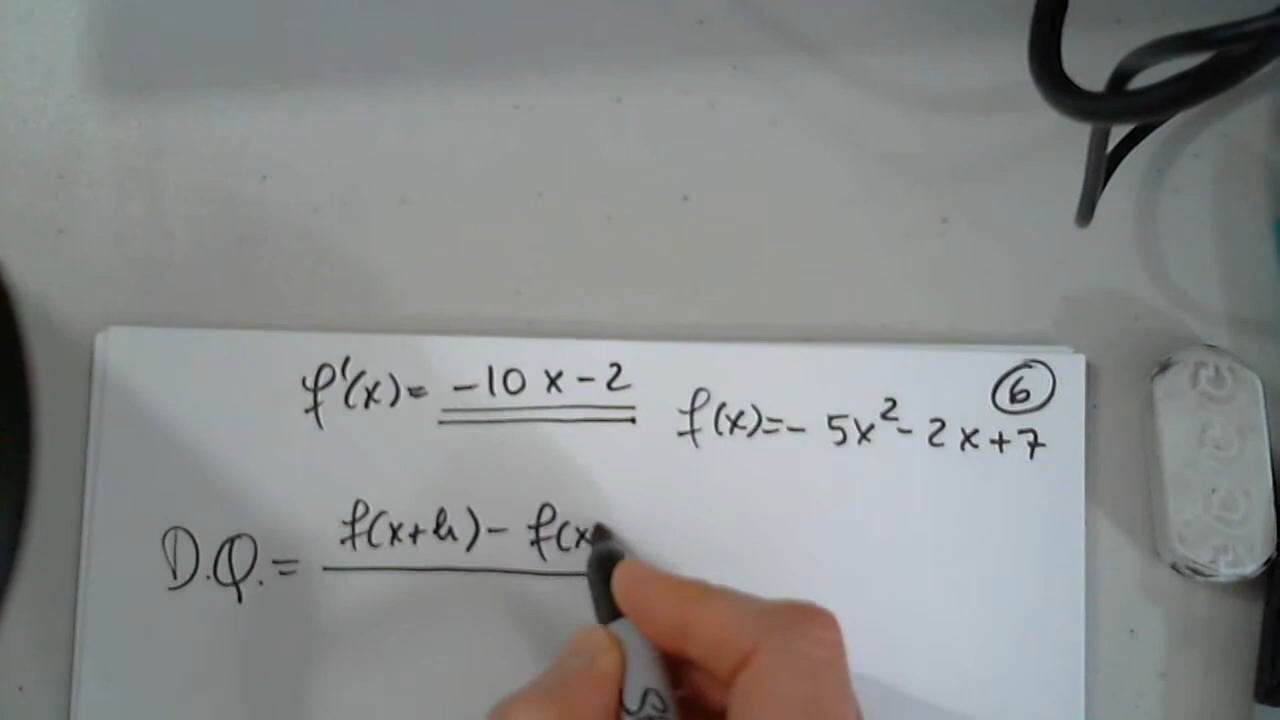 ⑥
f'(x)= -10x-2
f(x)=-5x²-2x+7
D.Q.= f(x+h)-f(x